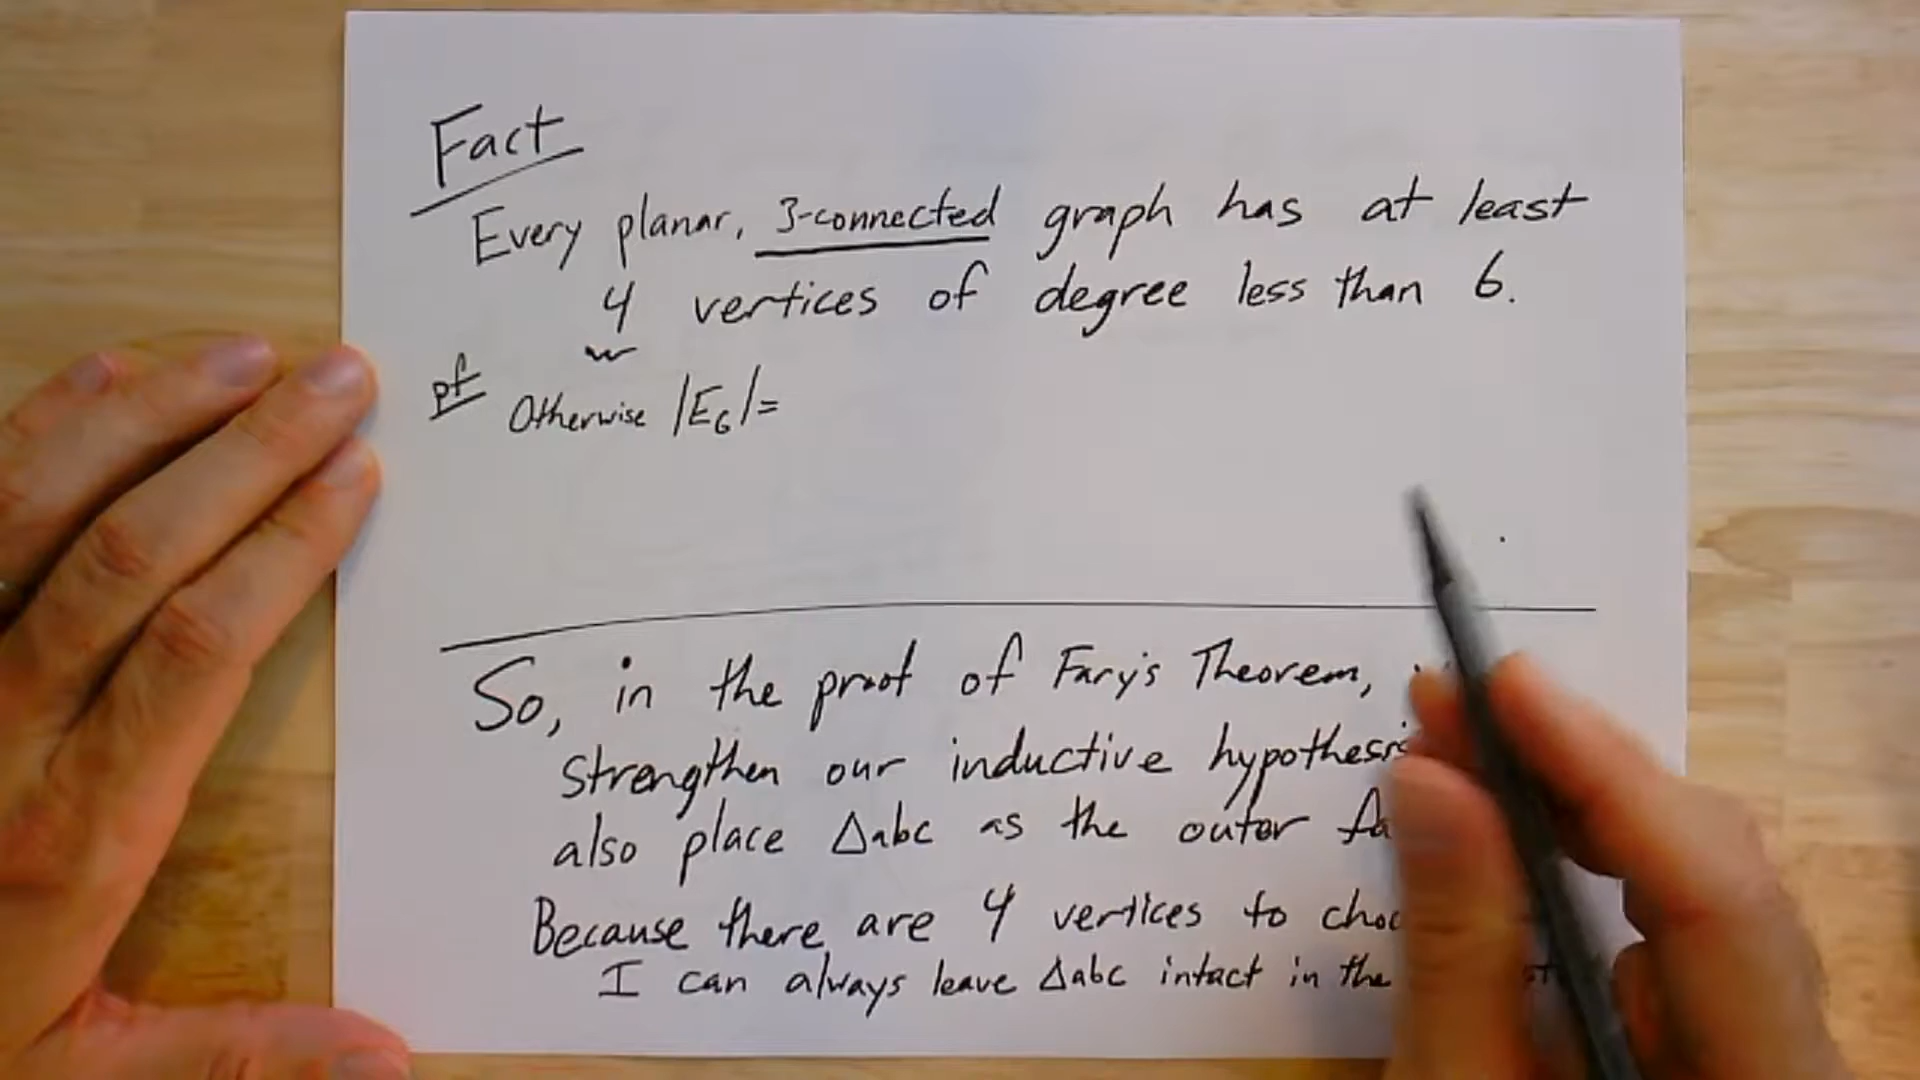 Fact
Every planar, 3-connected graph has at least
4 vertices of degree less than 6.
pf Otherwise |E_G| =
So, in the proof of Fary's Theorem,
strengthen our inductive hypothesis
also place Δabc as the outer
Because there are 4 vertices to
I can always leave Δabc intact in the